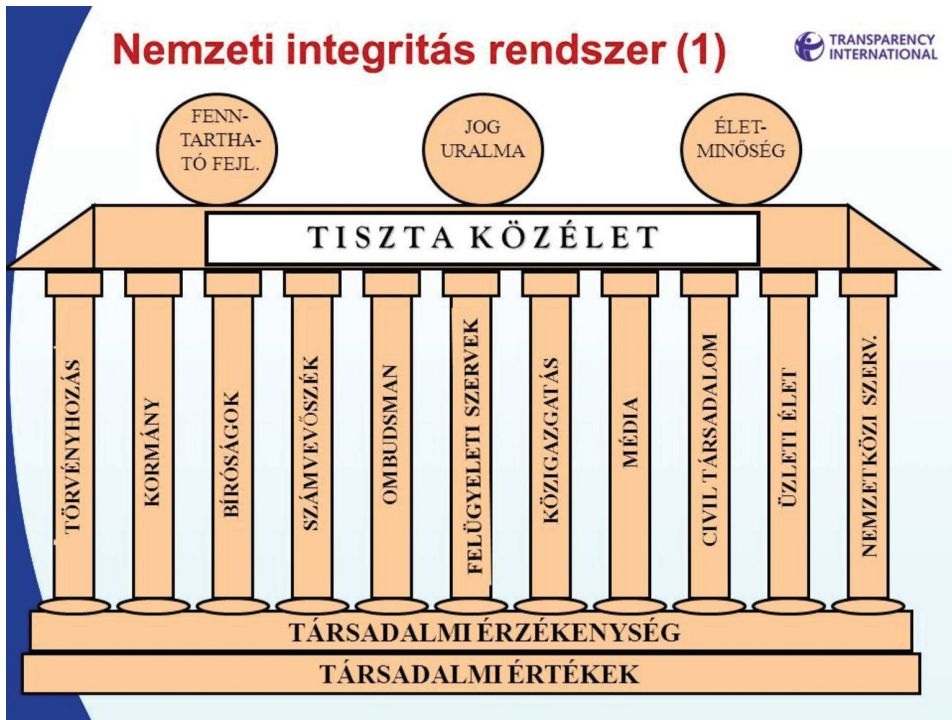 Nemzeti integritás rendszer (1)
TRANSPARENCY
INTERNATIONAL
FENN-
TARTHA-
TÓ FEJL.
JOG
URALMA
ÉLET-
MINŐSÉG
TISZTA KÖZÉLET
TÖRVÉNYHOZÁS
KORMÁNY
BÍRÓSÁGOK
SZÁMVEVŐSZÉK
OMBUDSMAN
FELÜGYELETI SZERVEK
KÖZIGAZGATÁS
MÉDIA
CIVIL TÁRSADALOM
ÜZLETI ÉLET
NEMZETKÖZI SZERV.
TÁRSADALMI ÉRZÉKENYSÉG
TÁRSADALMI ÉRTÉKEK